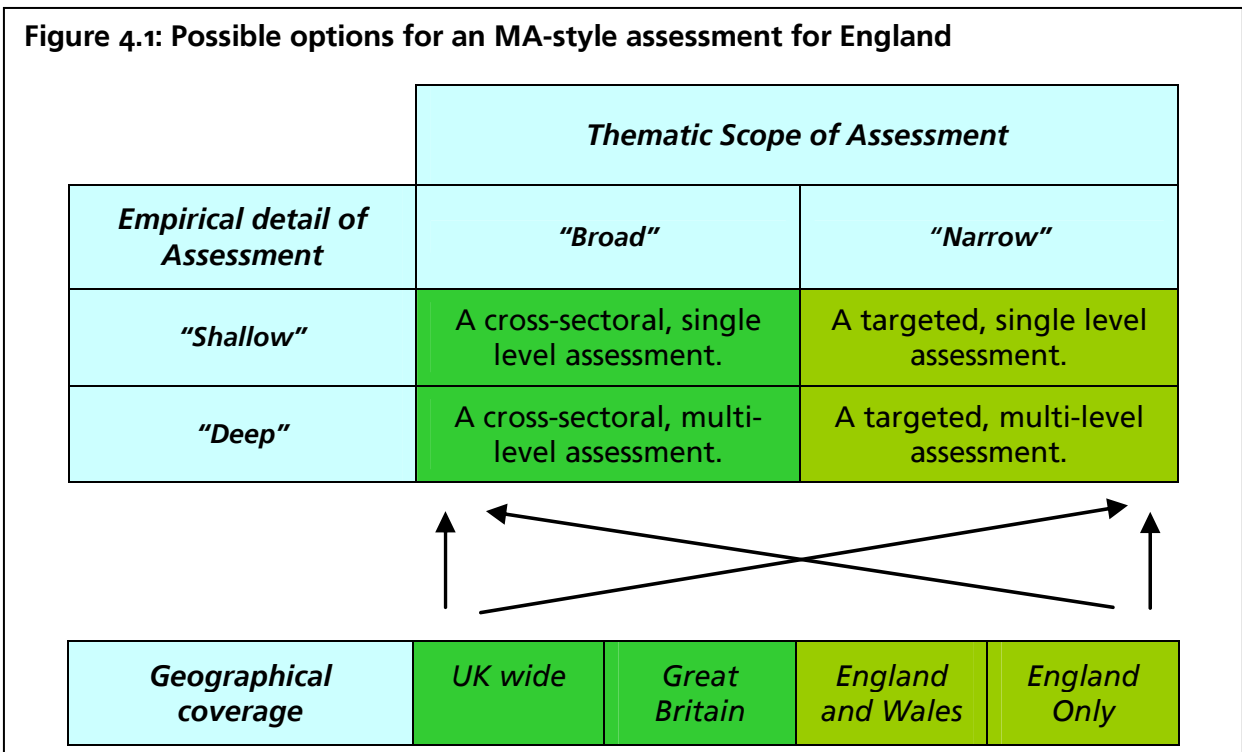 Figure 4.1: Possible options for an MA-style assessment for England
Thematic Scope of Assessment
Empirical detail of
Assessment
“Broad”
“Narrow”
“Shallow”
A cross-sectoral, single
level assessment.
A targeted, single level
assessment.
“Deep”
A cross-sectoral, multi-
level assessment.
A targeted, multi-level
assessment.
Geographical
coverage
UK wide
Great
Britain
England
and Wales
England
Only